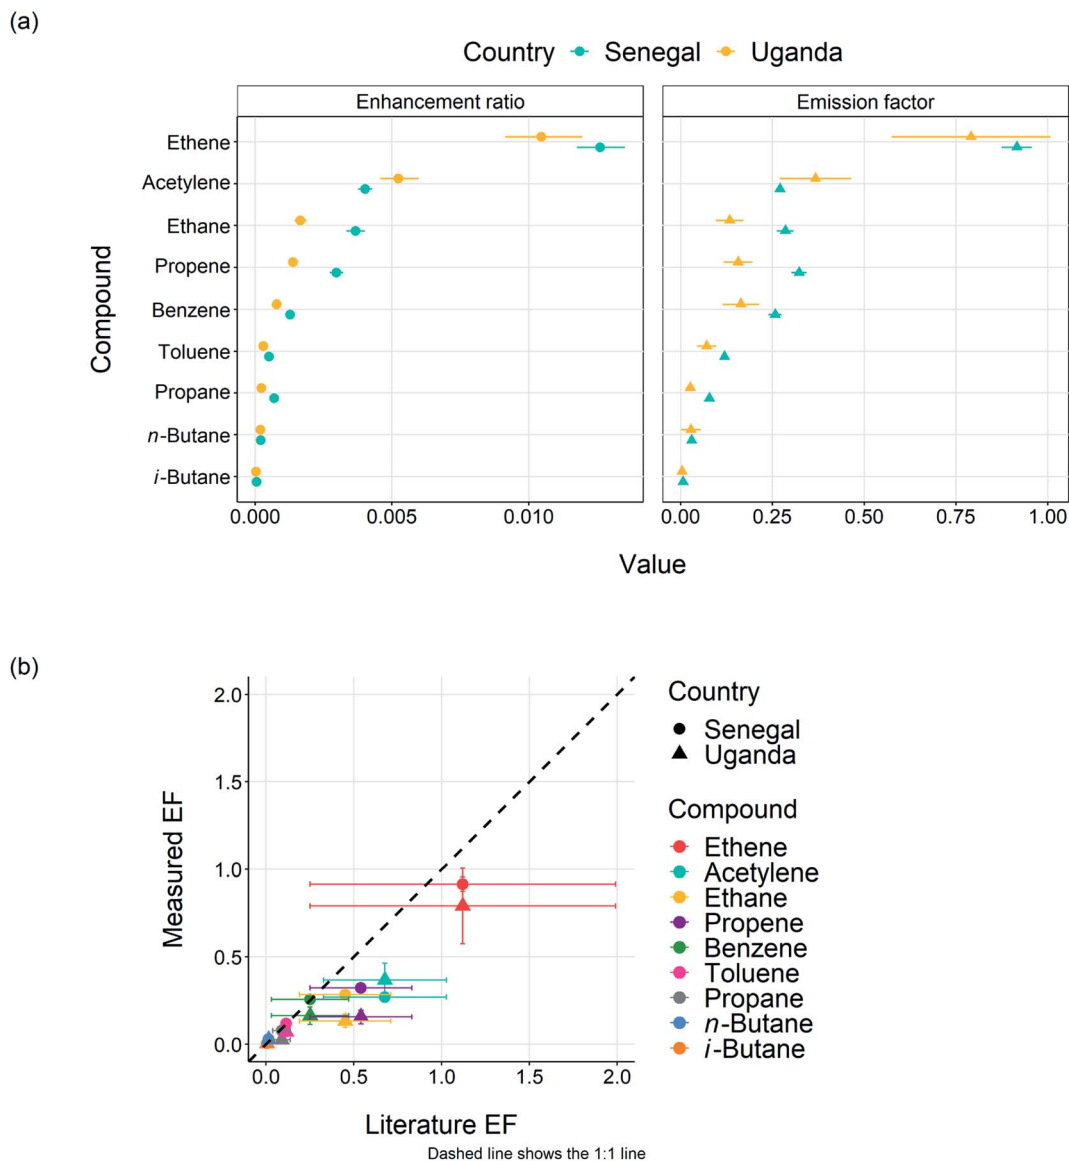 (a)
Country Senegal Uganda
Enhancement ratio Emission factor
Compound
Ethene
Acetylene
Ethane
Propene
Benzene
Toluene
Propane
n-Butane
i-Butane
0.000 0.005 0.010 0.00 0.25 0.50 0.75 1.00
Value
(b)
Measured EF
2.0
1.5
1.0
0.5
0.0
0.0 0.5 1.0 1.5 2.0
Literature EF
Dashed line shows the 1:1 line
Country
Senegal
Uganda
Compound
Ethene
Acetylene
Ethane
Propene
Benzene
Toluene
Propane
n-Butane
i-Butane